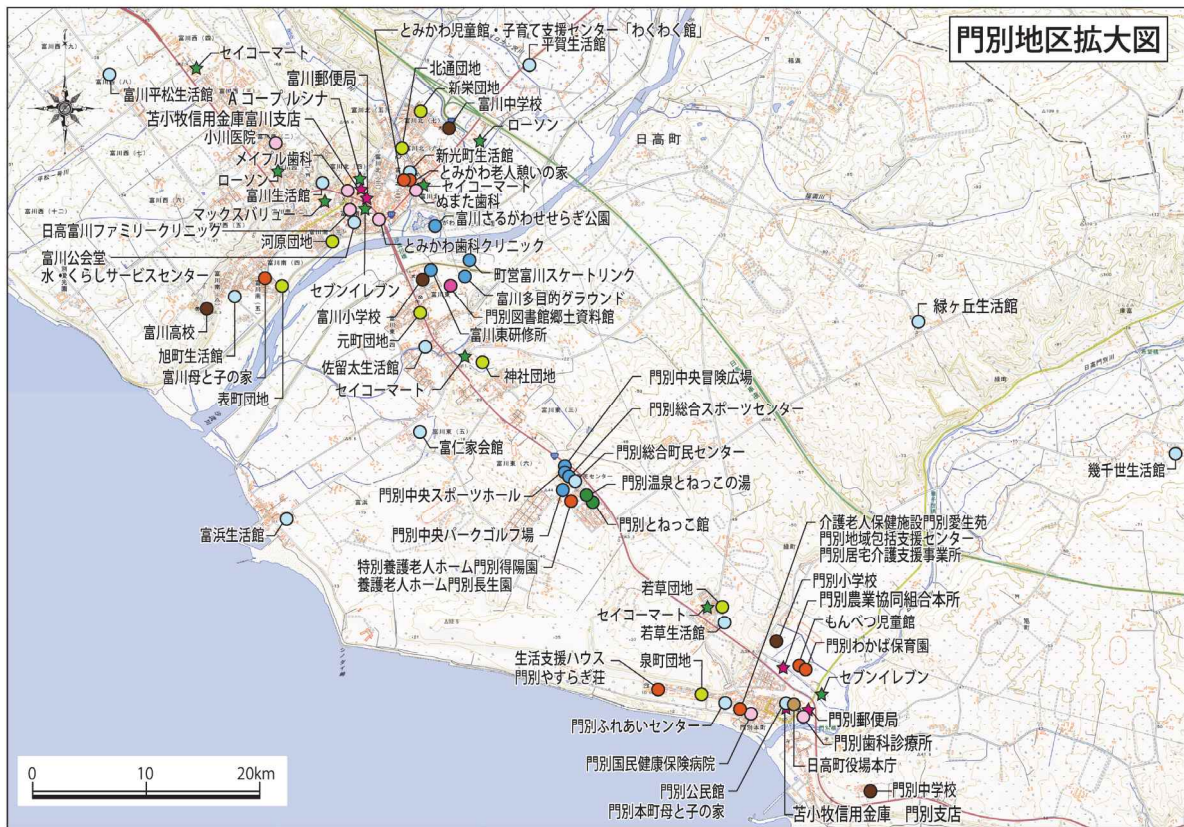 門別地区拡大図
とみかわ児童館・子育て支援センター「わくわく館」
セイコーマート
平賀生活館
北通団地
富川郵便局
新栄団地
富川平松生活館
Aコープルシナ
富川中学校
苫小牧信用金庫富川支店
小川医院
ローソン
日高町
メイプル歯科
新光町生活館
ローソン
とみかわ老人憩いの家
富川生活館
セイコーマート
マックスバリュー
ぬまた歯科
日高富川ファミリークリニック
富川さるがわせせらぎ公園
河原団地
とみかわ歯科クリニック
富川公会堂
水・くらしサービスセンター
町営富川スケートリンク
セブンイレブン
富川多目的グラウンド
富川小学校
門別図書館郷土資料館
緑ヶ丘生活館
富川高校
元町団地
富川東研修所
旭町生活館
佐留太生活館
富川母と子の家
セイコーマート
神社団地
表町団地
門別中央冒険広場
門別総合スポーツセンター
富仁家会館
門別総合町民センター
幾千世生活館
門別中央スポーツホール
門別温泉とねっこの湯
富浜生活館
門別中央パークゴルフ場
門別とねっこ館
介護老人保健施設門別愛生苑
門別地域包括支援センター
門別居宅介護支援事業所
特別養護老人ホーム門別得陽園
養護老人ホーム門別長生園
門別小学校
若草団地
門別農業協同組合本所
セイコーマート
もんべつ児童館
若草生活館
門別わかば保育園
生活支援ハウス
門別やすらぎ荘
泉町団地
セブンイレブン
門別ふれあいセンター
門別郵便局
門別歯科診療所
門別国民健康保険病院
日高町役場本庁
門別公民館
門別本町母と子の家
門別中学校
苫小牧信用金庫 門別支店
0 10 20km